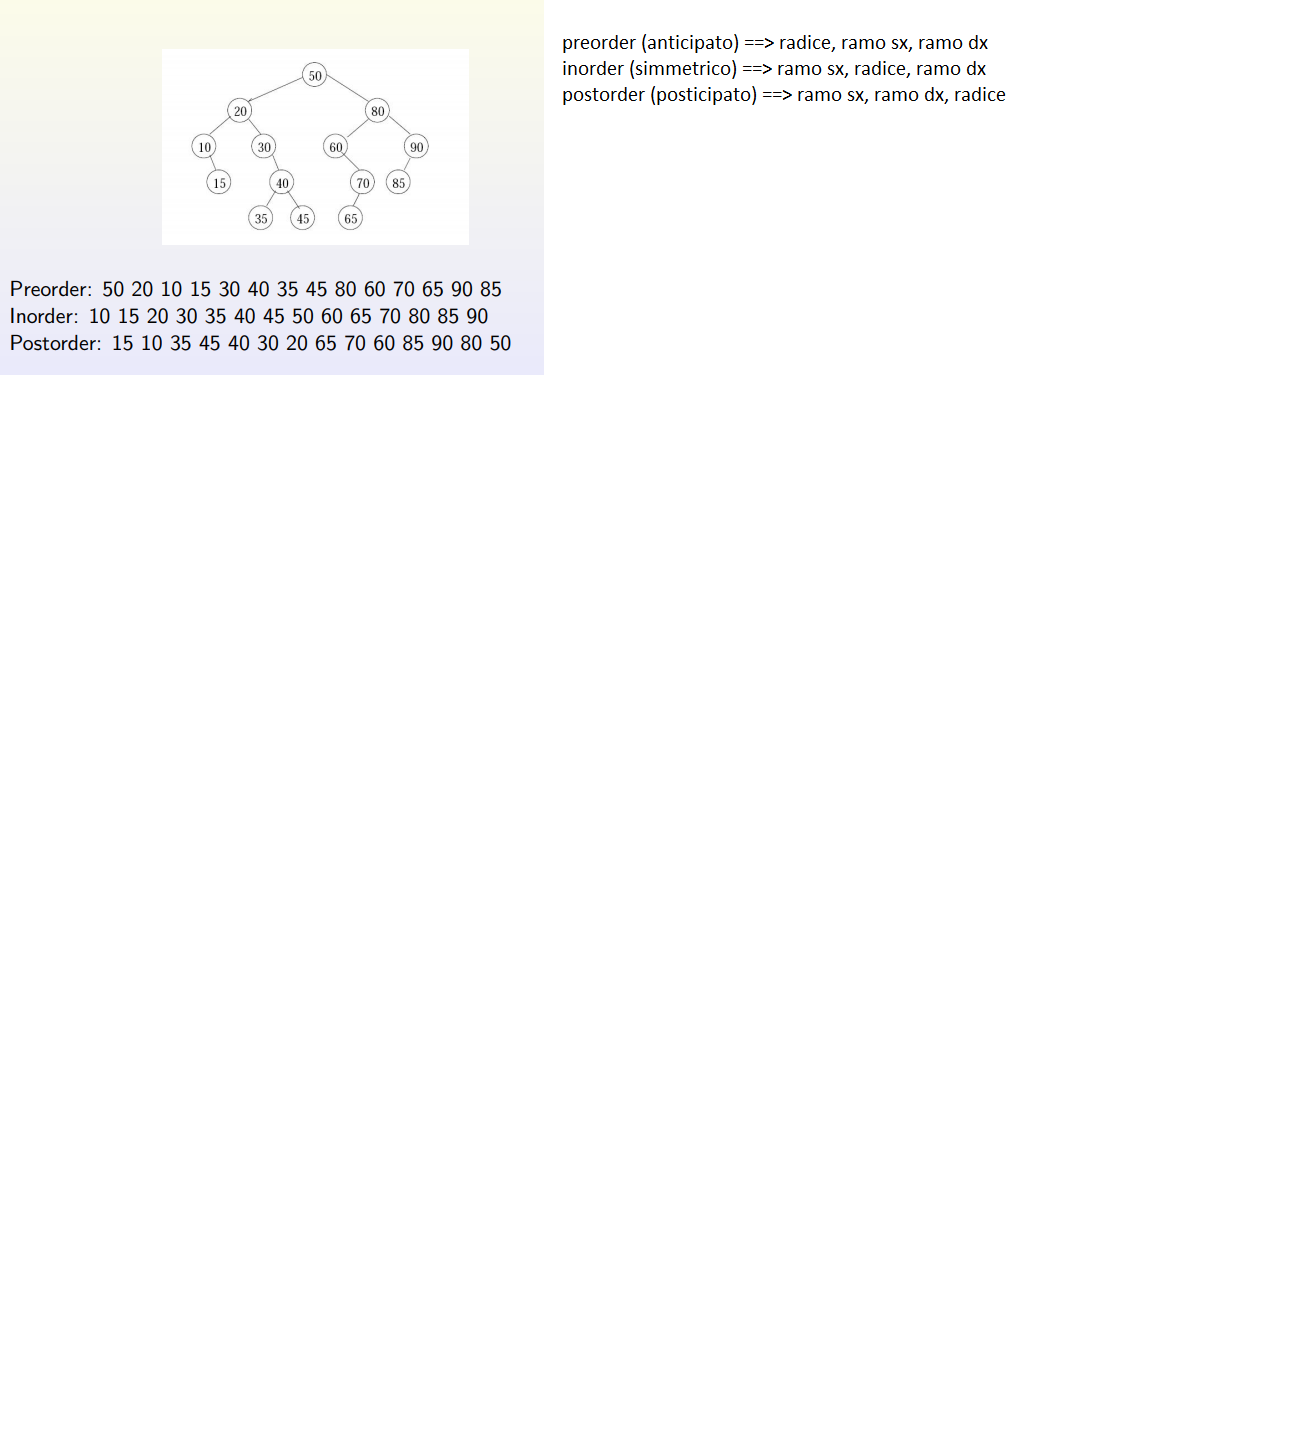 50
20 80
10 30 60 90
15 40 70 85
35 45 65
Preorder: 50 20 10 15 30 40 35 45 80 60 70 65 90 85
Inorder: 10 15 20 30 35 40 45 50 60 65 70 80 85 90
Postorder: 15 10 35 45 40 30 20 65 70 60 85 90 80 50
preorder (anticipato) ==> radice, ramo sx, ramo dx
inorder (simmetrico) ==> ramo sx, radice, ramo dx
postorder (posticipato) ==> ramo sx, ramo dx, radice